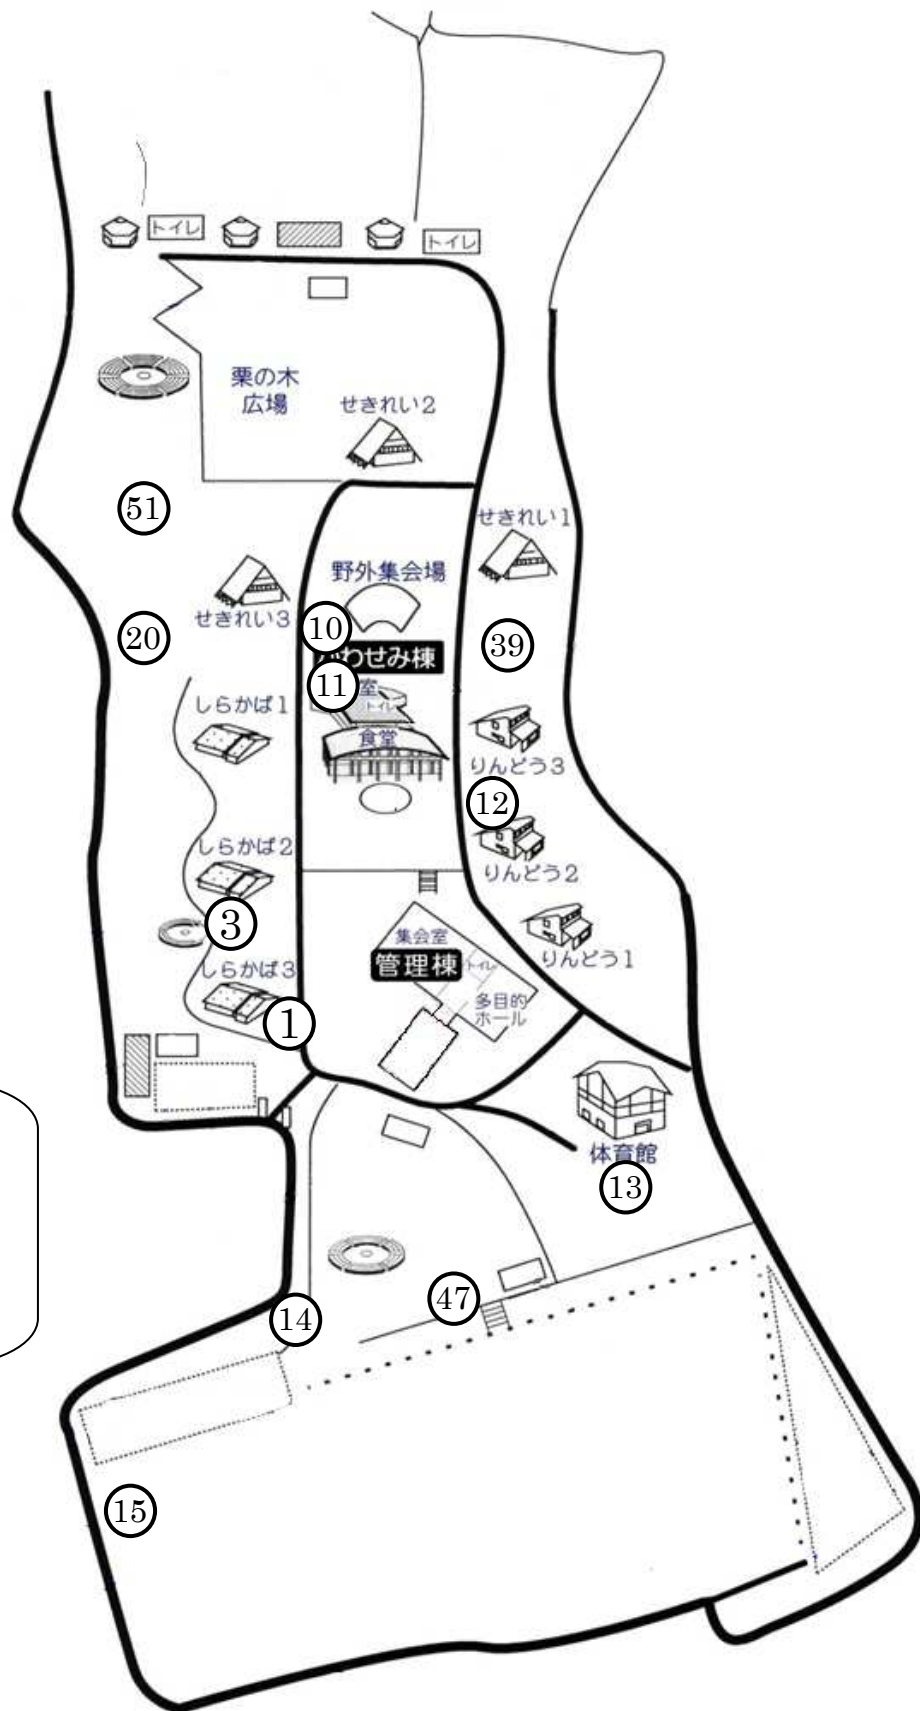 トイレ
トイレ
栗の木
広場
せきれい2
51
せきれい1
野外集会場
せきれい3
10
20
39
わせみ棟
11
室
トイレ
しらかば1
食堂
りんどう3
12
しらかば2
りんどう2
3
集会室
管理棟
トイレ
りんどう1
しらかば3
多目的
ホール
1
体育館
13
47
14
15